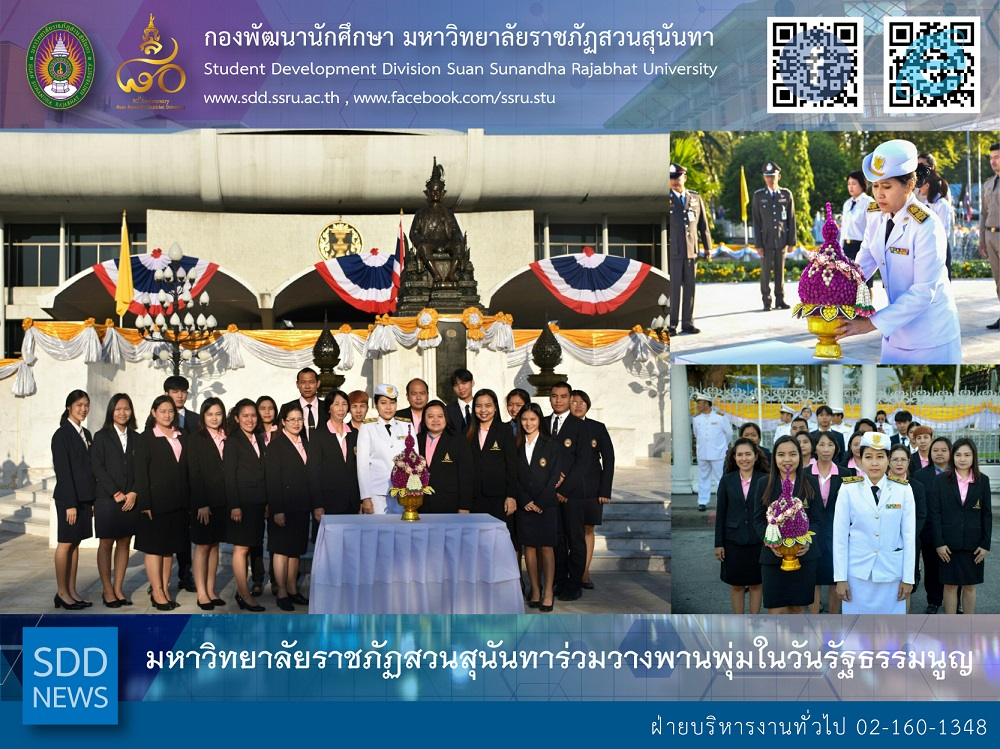 กองพัฒนานักศึกษา มหาวิทยาลัยราชภัฏสวนสุนันทา
Student Development Division Suan Sunandha Rajabhat University
www.sdd.ssru.ac.th , www.facebook.com/ssru.stu
SDD
NEWS
มหาวิทยาลัยราชภัฏสวนสุนันทาร่วมวางพานพุ่มในวันรัฐธรรมนูญ
ฝ่ายบริหารงานทั่วไป 02-160-1348